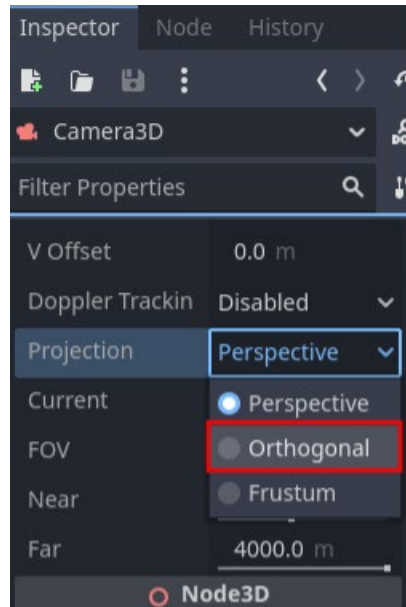 Inspector Node History
Camera3D
Filter Properties
V Offset 0.0 m
Doppler Trackin Disabled
Projection Perspective
Current Perspective
FOV Orthogonal
Near Frustum
Far 4000.0 m
Node3D